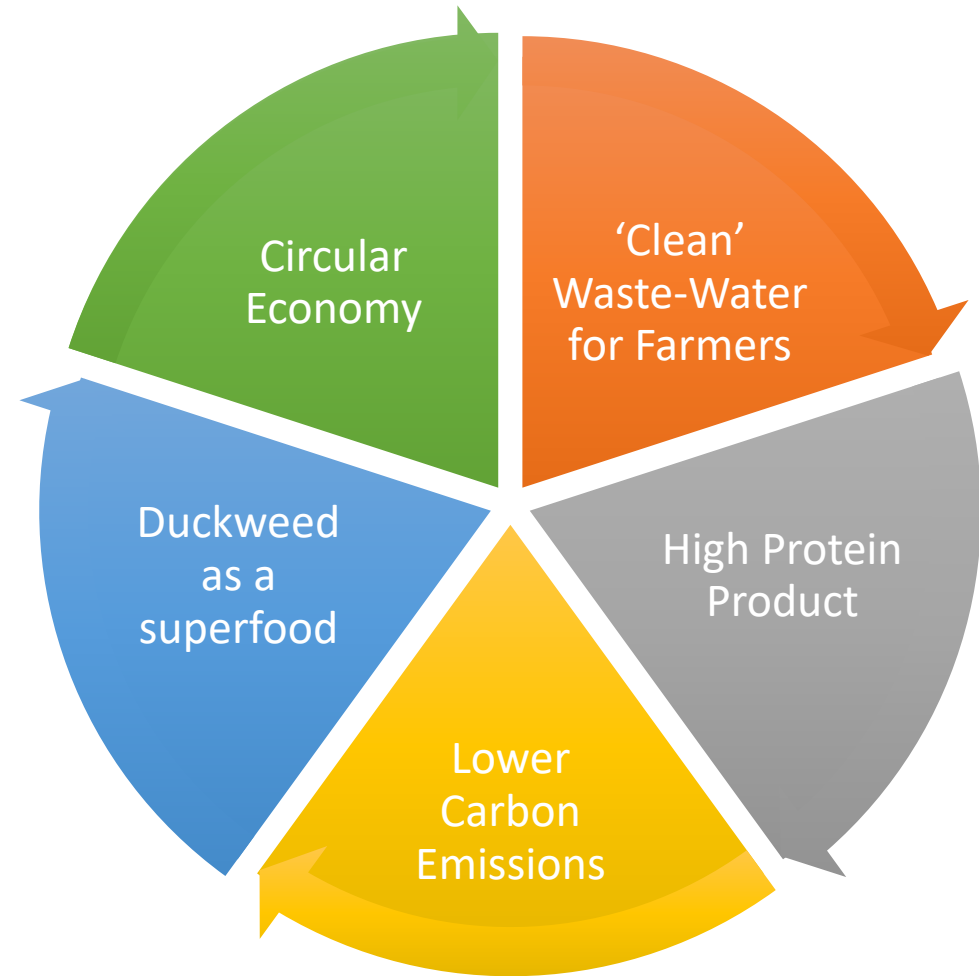 ‘Clean’
Waste-Water
for Farmers
High Protein
Product
Lower
Carbon
Emissions
Duckweed
as a
superfood
Circular
Economy